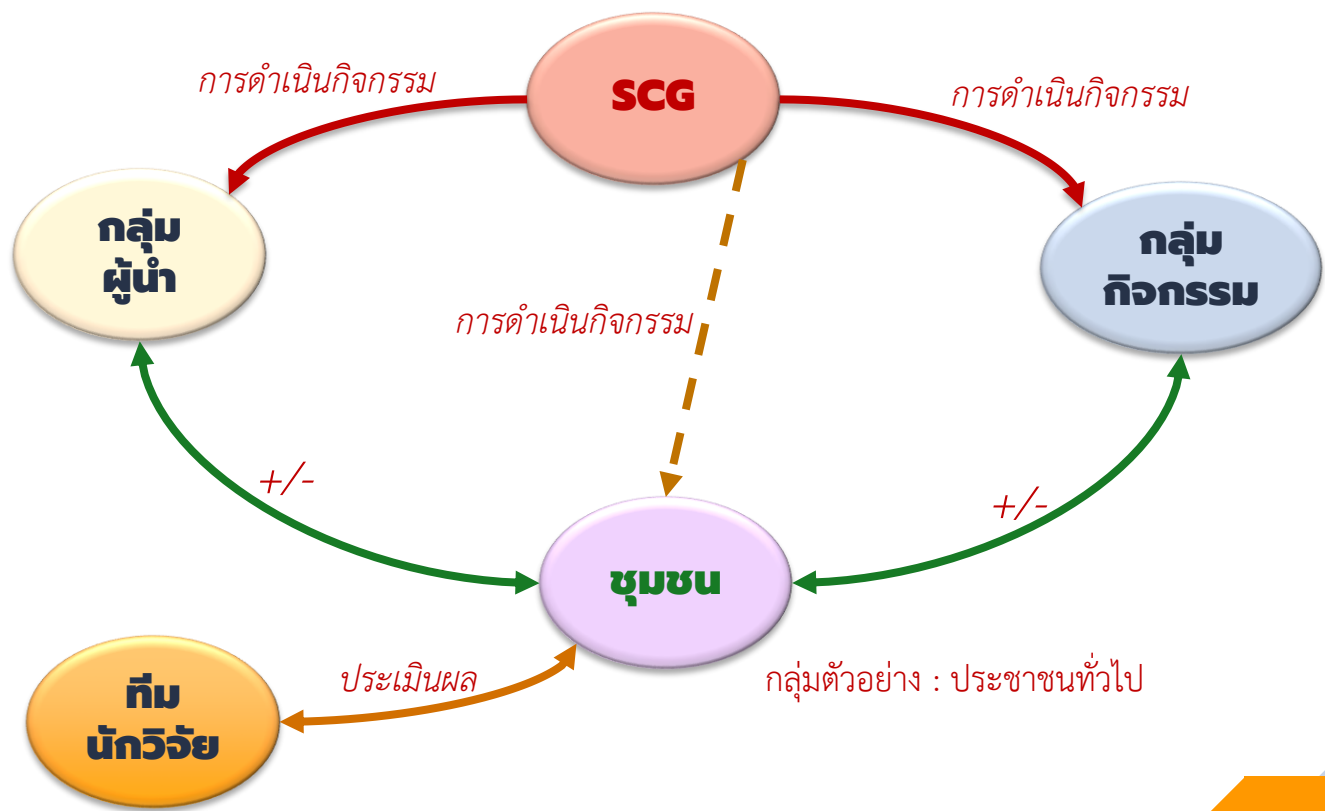 SCG
การดำเนินกิจกรรม
การดำเนินกิจกรรม
กลุ่ม
ผู้นำ
กลุ่ม
กิจกรรม
การดำเนินกิจกรรม
+/-
+/-
ชุมชน
ทีม
นักวิจัย
ประเมินผล
กลุ่มตัวอย่าง : ประชาชนทั่วไป